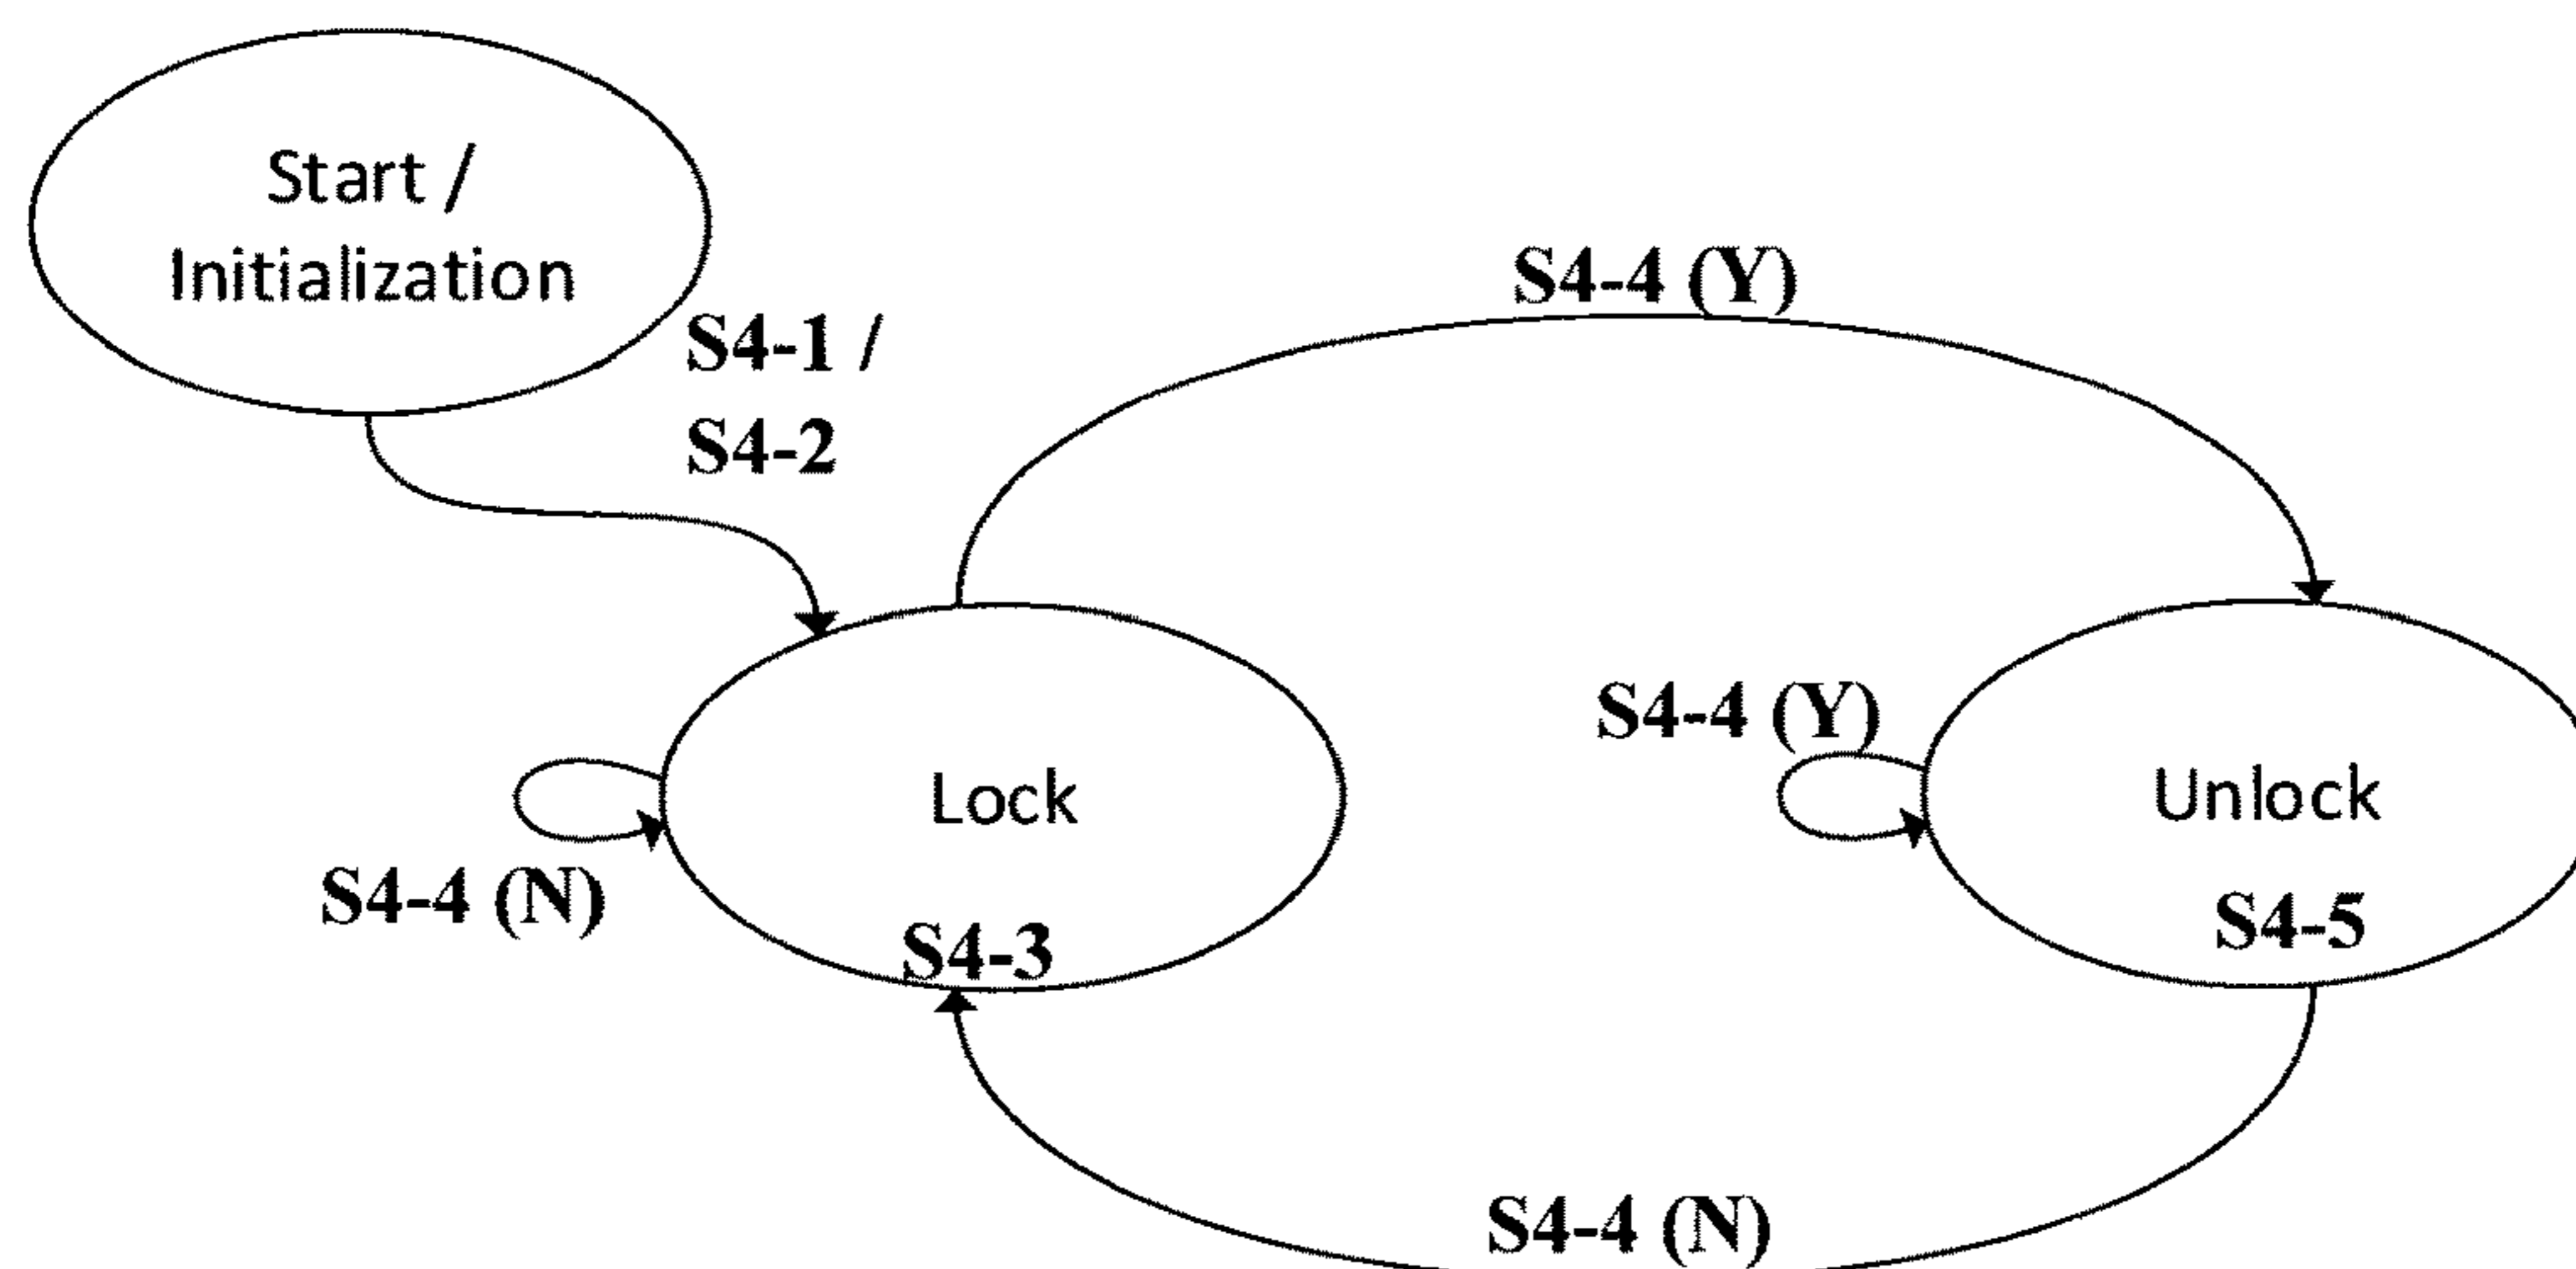 Start /
Initialization
S4-1 /
S4-2
S4-4 (Y)
S4-4 (Y)
Lock
Unlock
S4-4 (N)
S4-3
S4-5
S4-4 (N)